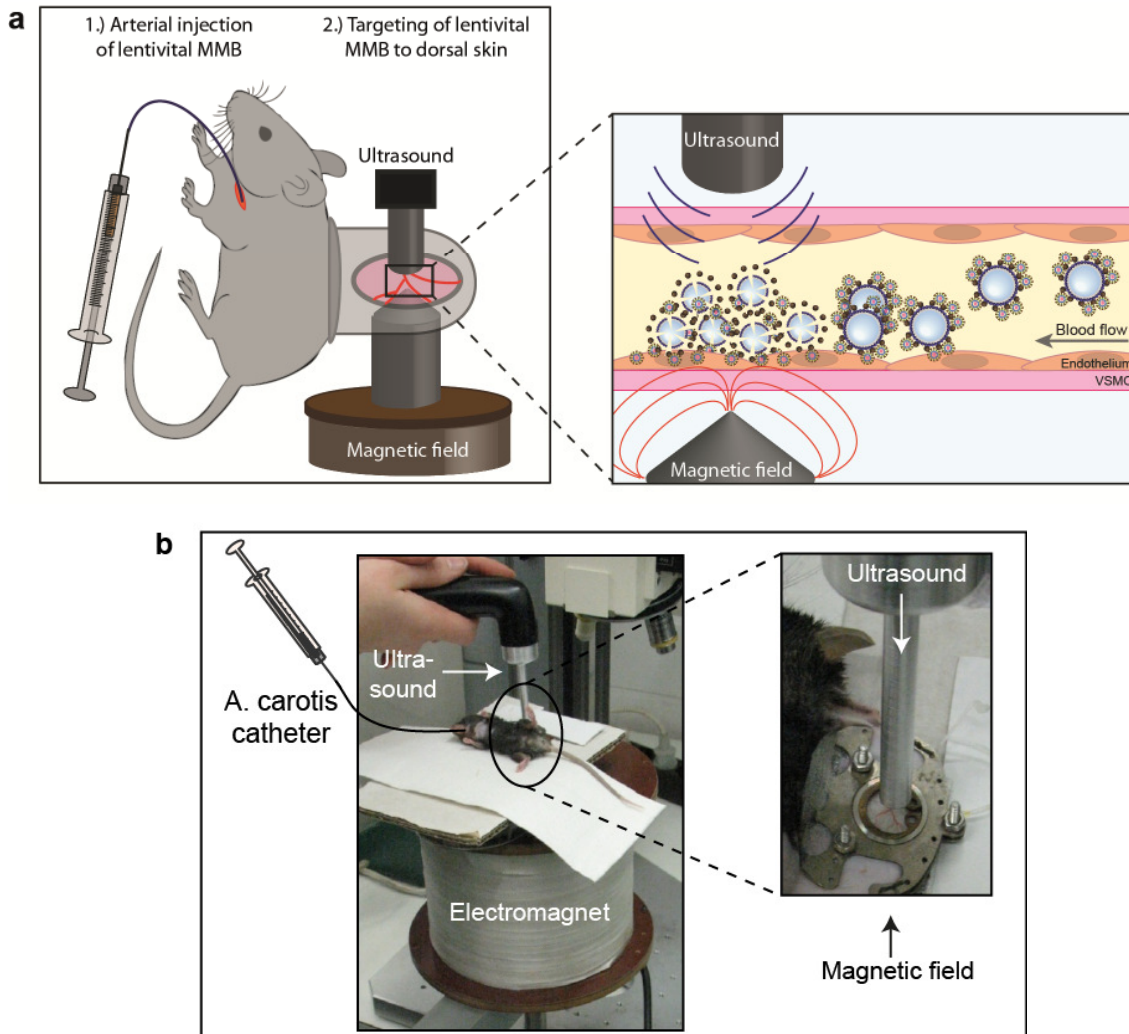 a
1.) Arterial injection
of lentivital MMB
2.) Targeting of lentivital
MMB to dorsal skin
Ultrasound
Magnetic field
Ultrasound
Blood flow
Endothelium
VSMC
Magnetic field
b
A. carotis
catheter
Ultra-
sound
Electromagnet
Ultrasound
Magnetic field